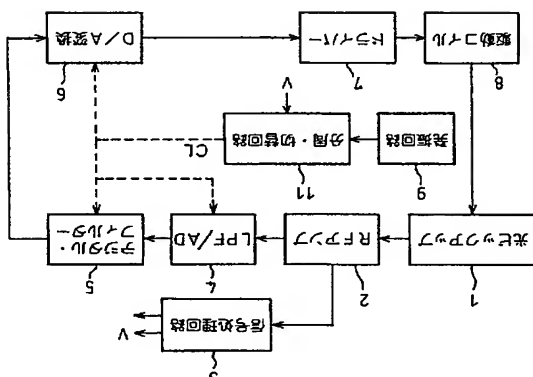 3
信号処理回路
V
1
光ピックアップ
2
RFアンプ
4
LPF/AD
5
デジタル・
フィルター
9
発振回路
11
分周・切替回路
CL
V
8
駆動コイル
7
ドライバー
6
D/A変換